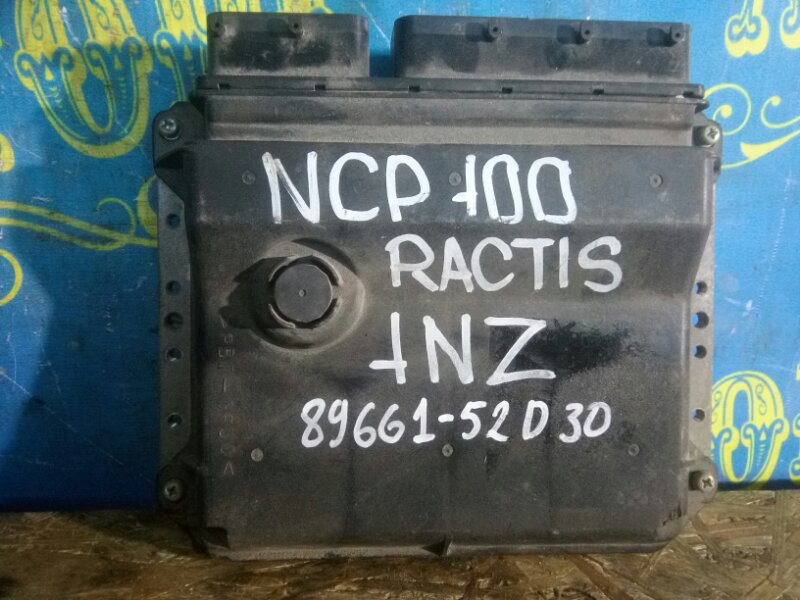 NCP 100
RACTIS
1NZ
89661-52D30